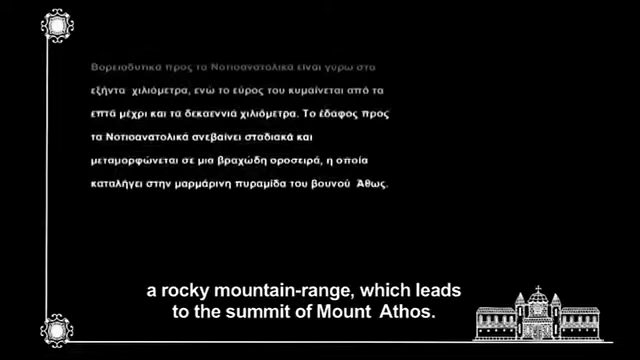 Βορειοδυτικά προς τα Νοτιοανατολικά είναι γύρω στα
εξήντα χιλιόμετρα, ενώ το εύρος του κυμαίνεται από τα
επτά μέχρι και τα δεκαεννιά χιλιόμετρα. Το έδαφος προς
τα Νοτιοανατολικά ανεβαίνει σταδιακά και
μεταμορφώνεται σε μια βραχώδη οροσειρά, η οποία
καταλήγει στην μαρμάρινη πυραμίδα του βουνού Άθως.
a rocky mountain-range, which leads
to the summit of Mount Athos.